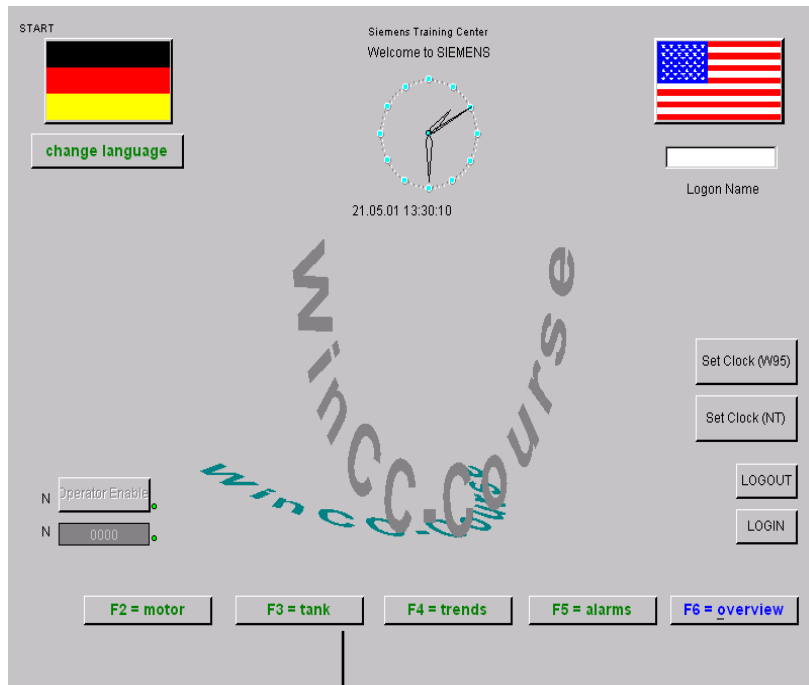 START
Siemens Training Center
Welcome to SIEMENS
change language
Logon Name
21.05.01 13:30:10
WinCC-Course
WinCC-Course
Set Clock (W95)
Set Clock (NT)
N Operator Enable
LOGOUT
N 0000
LOGIN
F2 = motor F3 = tank F4 = trends F5 = alarms F6 = overview